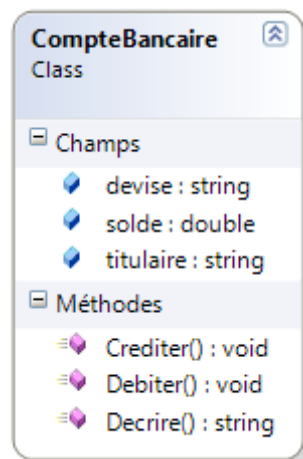 CompteBancaire
Class
Champs
devise : string
solde : double
titulaire : string
Méthodes
Crediter() : void
Debiter() : void
Decrire() : string